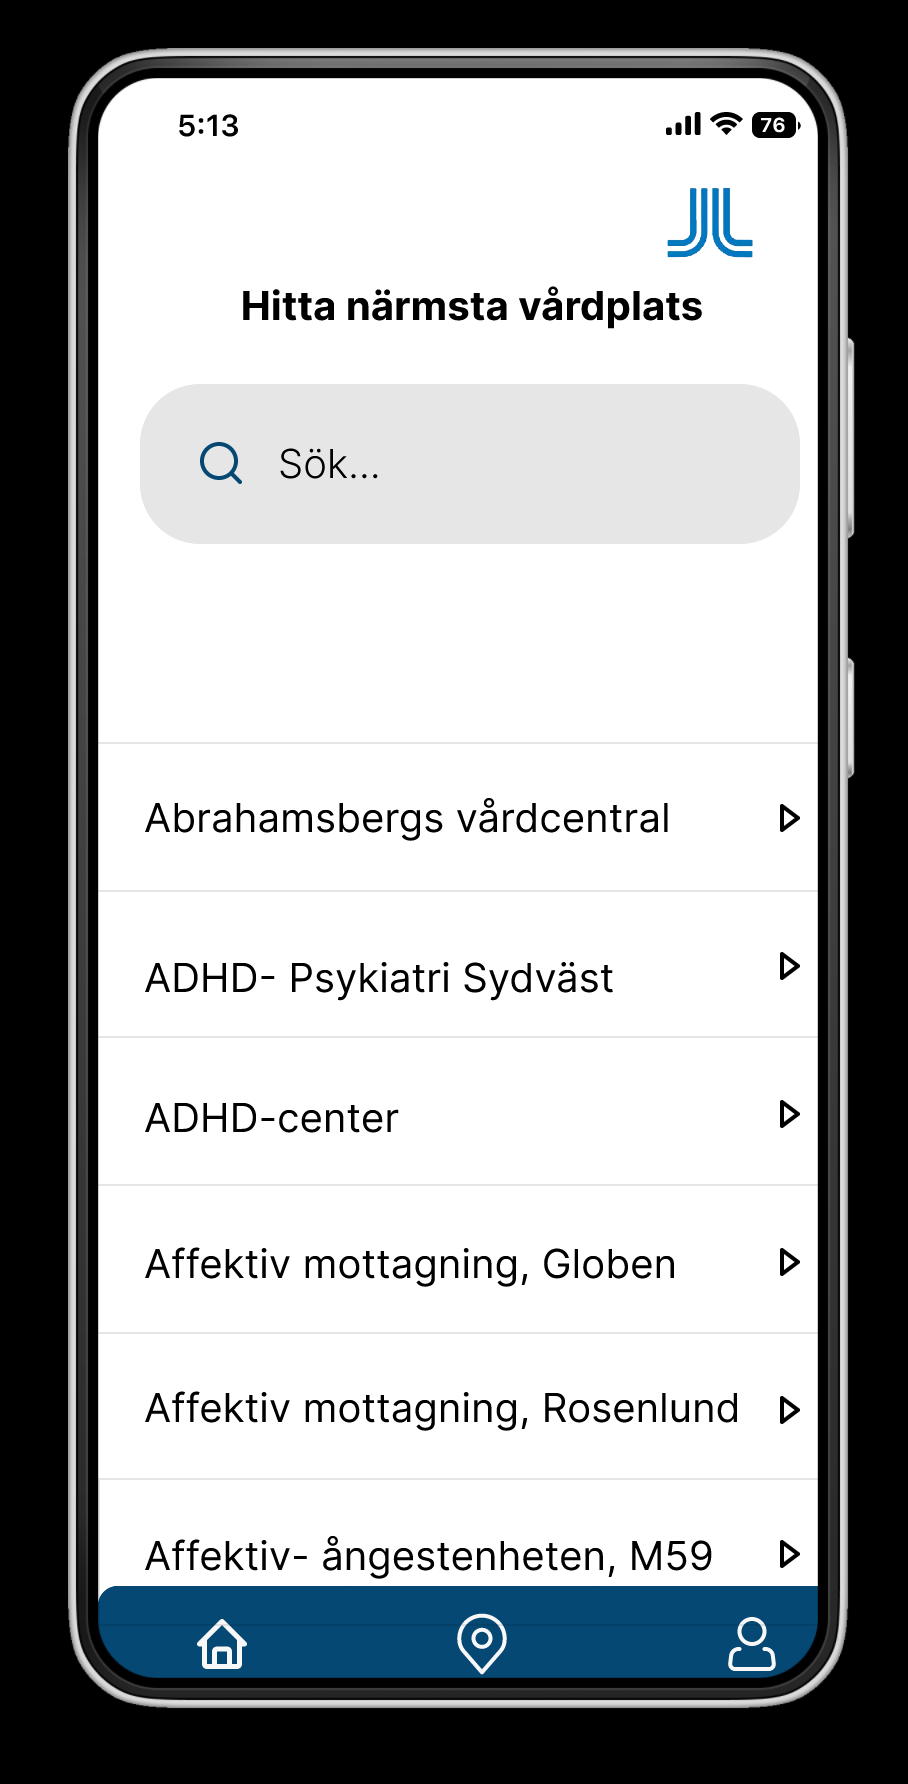 5:13
76
Hitta närmsta vårdplats
Sök...
Abrahamsbergs vårdcentral
ADHD- Psykiatri Sydväst
ADHD-center
Affektiv mottagning, Globen
Affektiv mottagning, Rosenlund
Affektiv- ångestenheten, M59